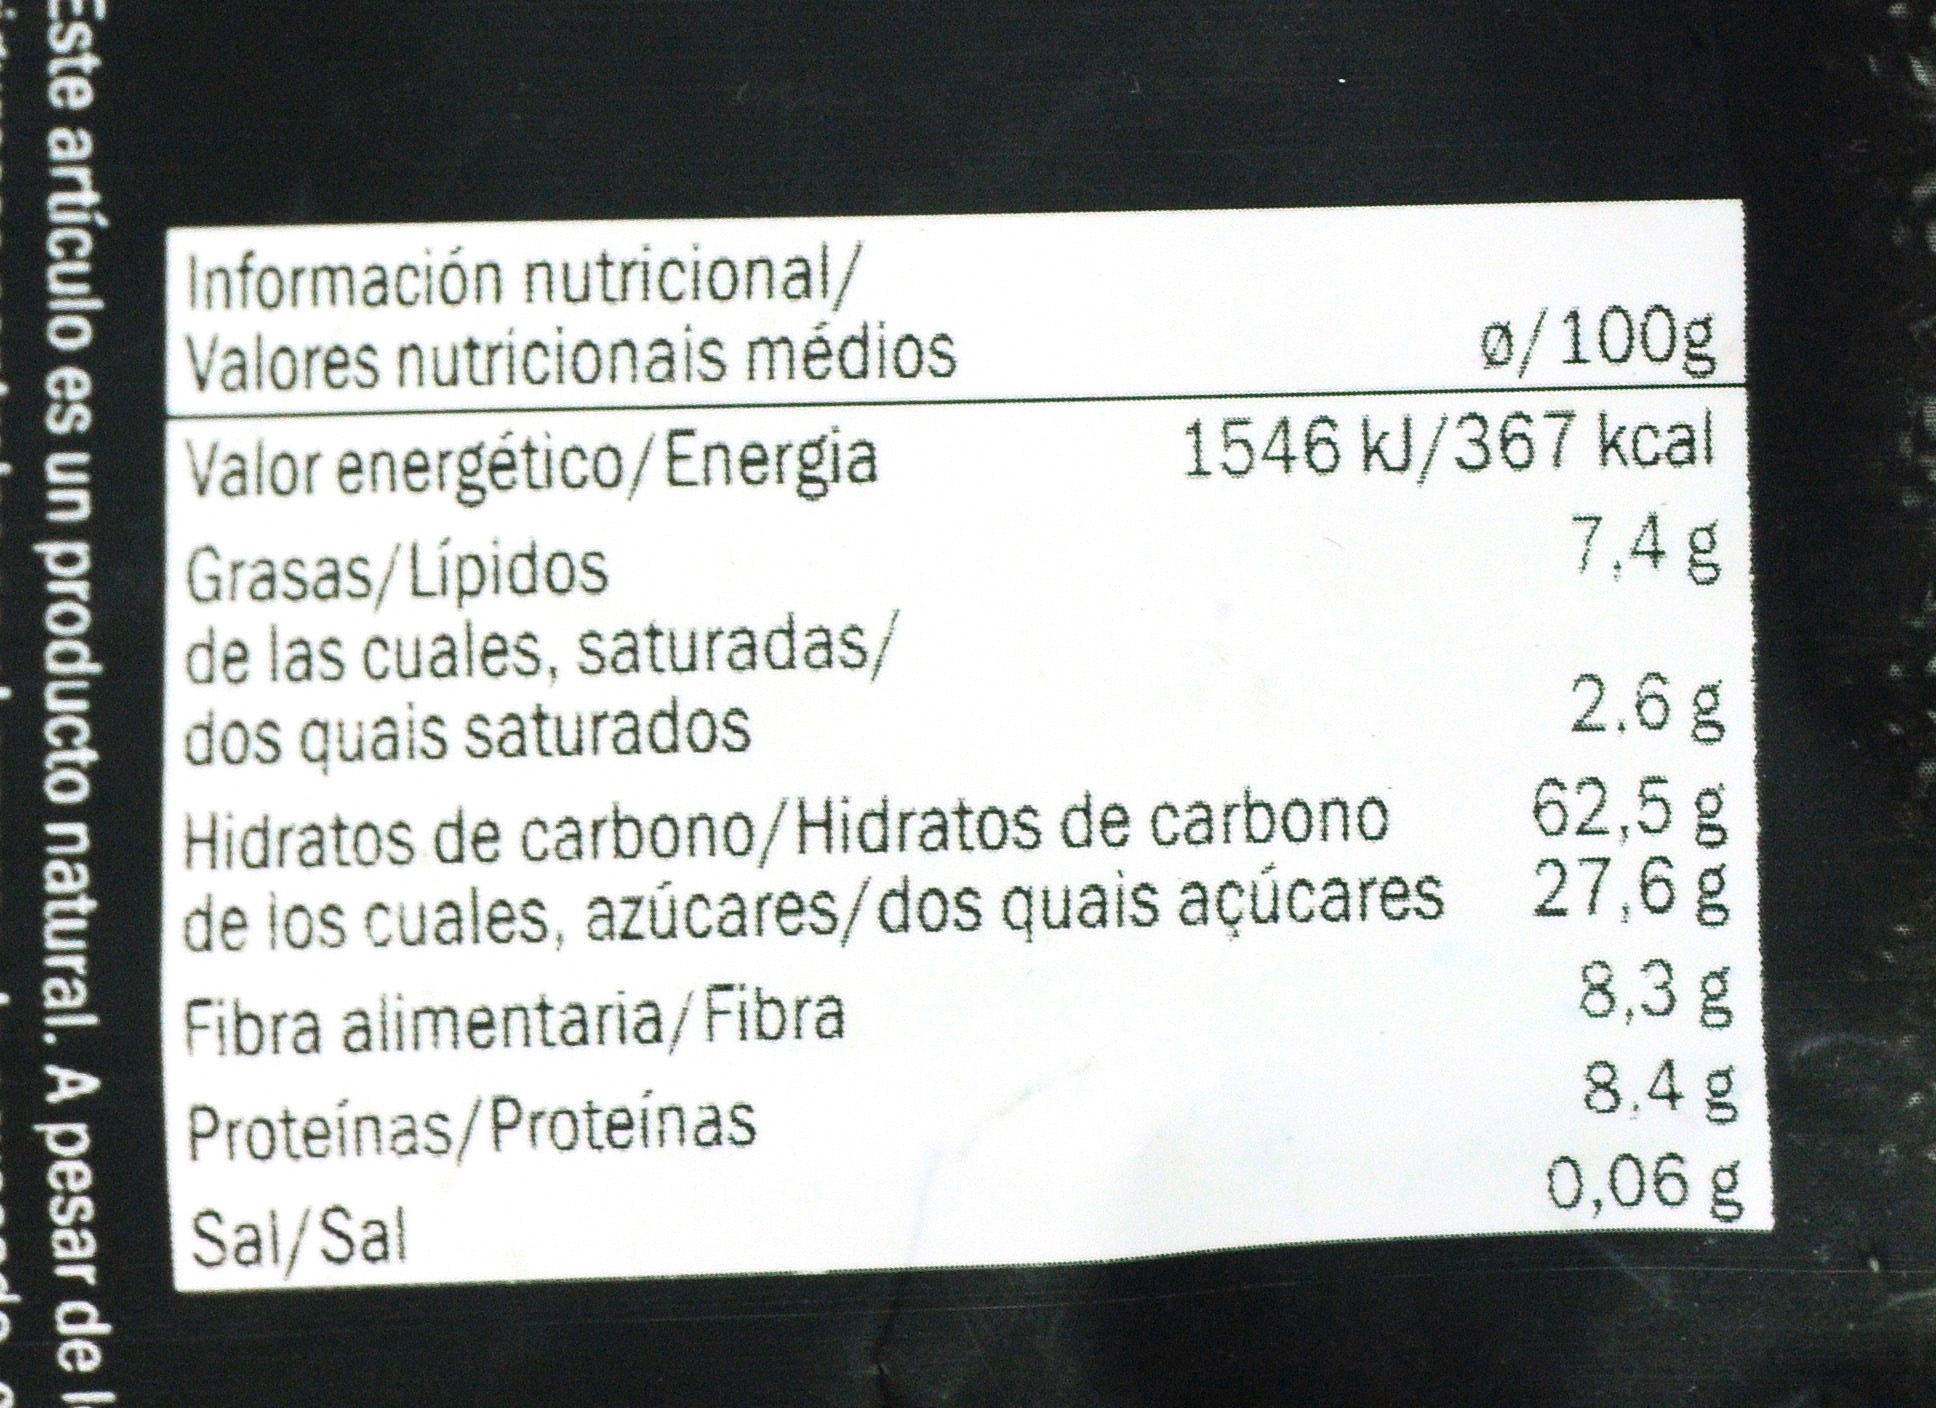 Este artículo es un producto natural. A pesar de
Información nutricional/
Valores nutricionais médios ø/100g
Valor energético/Energia 1546 kJ/367 kcal
Grasas/Lípidos 7,4 g
de las cuales, saturadas/
dos quais saturados 2,6 g
Hidratos de carbono/Hidratos de carbono 62,5 g
de los cuales, azúcares/dos quais açúcares 27,6 g
Fibra alimentaria/Fibra 8,3 g
Proteínas/Proteínas 8,4 g
Sal/Sal 0,06 g